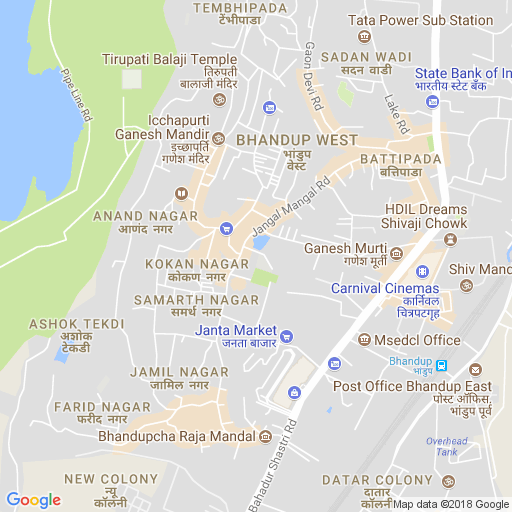 TEMBHIPADA
टेंभीपाडा
Tata Power Sub Station
Tirupati Balaji Temple
तिरुपती
बालाजी मंदिर
SADAN WADI
सदन वाडी
Gaon Devi Rd
Pipe Line Rd
State Bank of In
भारतीय स्टेट बैंक
Lake Rd
Icchapurti
Ganesh Mandir
इच्छापर्ति
गणेश मंदिर
BHANDUP WEST
भांडुप
वेस्ट
BATTIPADA
बत्तिपाडा
Jangal Mangal Rd
ANAND NAGAR
आणंद नगर
HDIL Dreams
Shivaji Chowk
Ganesh Murti
गणेश मूर्ती
KOKAN NAGAR
कोकण नगर
Shiv Mand
Carnival Cinemas
कार्निवल
चित्रपटगृह
SAMARTH NAGAR
समर्थ नगर
ASHOK TEKDI
अशोक
टेकडी
Janta Market
जनता बाजार
Msedcl Office
Bhandup
भांडुप
JAMIL NAGAR
जामिल नगर
Post Office Bhandup East
पोस्ट ऑफिस,
भांडुप पूर्व
FARID NAGAR
फरीद नगर
Bhandupcha Raja Mandal
Bahadur Shastri Rd
Overhead
Tank
NEW COLONY
न्यू
कॉलनी
DATAR COLONY
दातार
कॉलनी
Google
Map data ©2018 Google